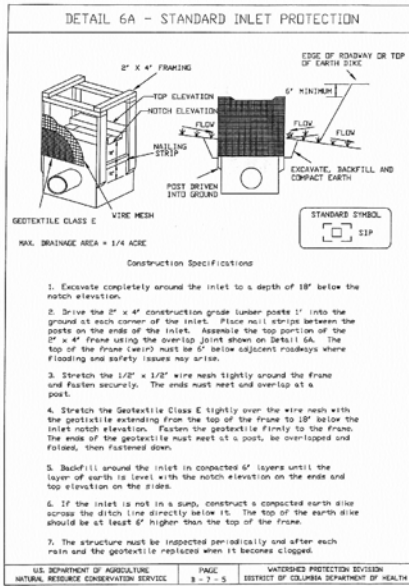 DETAIL 6A - STANDARD INLET PROTECTION
EDGE OF ROADWAY OR TOP
OF EARTH DIKE
2" X 4" FRAMING
6" MINIMUM
TOP ELEVATION
NOTCH ELEVATION
FLOW
FLOW
FLOW
NAILING
STRIP
EXCAVATE, BACKFILL AND
COMPACT EARTH
POST DRIVEN
INTO GROUND
WIRE MESH
GEOTEXTILE CLASS E
STANDARD SYMBOL
SIP
MAX. DRAINAGE AREA = 1/4 ACRE
Construction Specifications
1. Excavate completely around the inlet to a depth of 18" below the
notch elevation.
2. Drive the 2" x 4" construction grade lumber posts 1' into the
ground at each corner of the inlet. Place nail strips between the
posts on the ends of the inlet. Assemble the top portion of the
2" x 4" frame using the overlap joint shown on Detail 6A. The
top of the frame (weir) must be 6" below adjacent roadways where
flooding and safety issues may arise.
3. Stretch the 1/2" x 1/2" wire mesh tightly around the frame
and fasten securely. The ends must meet and overlap at a
post.
4. Stretch the Geotextile Class E tightly over the wire mesh with
the geotextile extending from the top of the frame to 18" below the
inlet notch elevation. Fasten the geotextile firmly to the frame.
The ends of the geotextile must meet at a post, be overlapped and
folded, then fastened down.
5. Backfill around the inlet in compacted 6" layers until the
layer of earth is level with the notch elevation on the ends and
top elevation on the sides.
6. If the inlet is not in a sump, construct a compacted earth dike
across the ditch line directly below it. The top of the earth dike
should be at least 6" higher than the top of the frame.
7. The structure must be inspected periodically and after each
rain and the geotextile replaced when it becomes clogged.
U.S. DEPARTMENT OF AGRICULTURE
NATURAL RESOURCE CONSERVATION SERVICE
PAGE
B - 7 - 5
WATERSHED PROTECTION DIVISION
DISTRICT OF COLUMBIA DEPARTMENT OF HEALTH